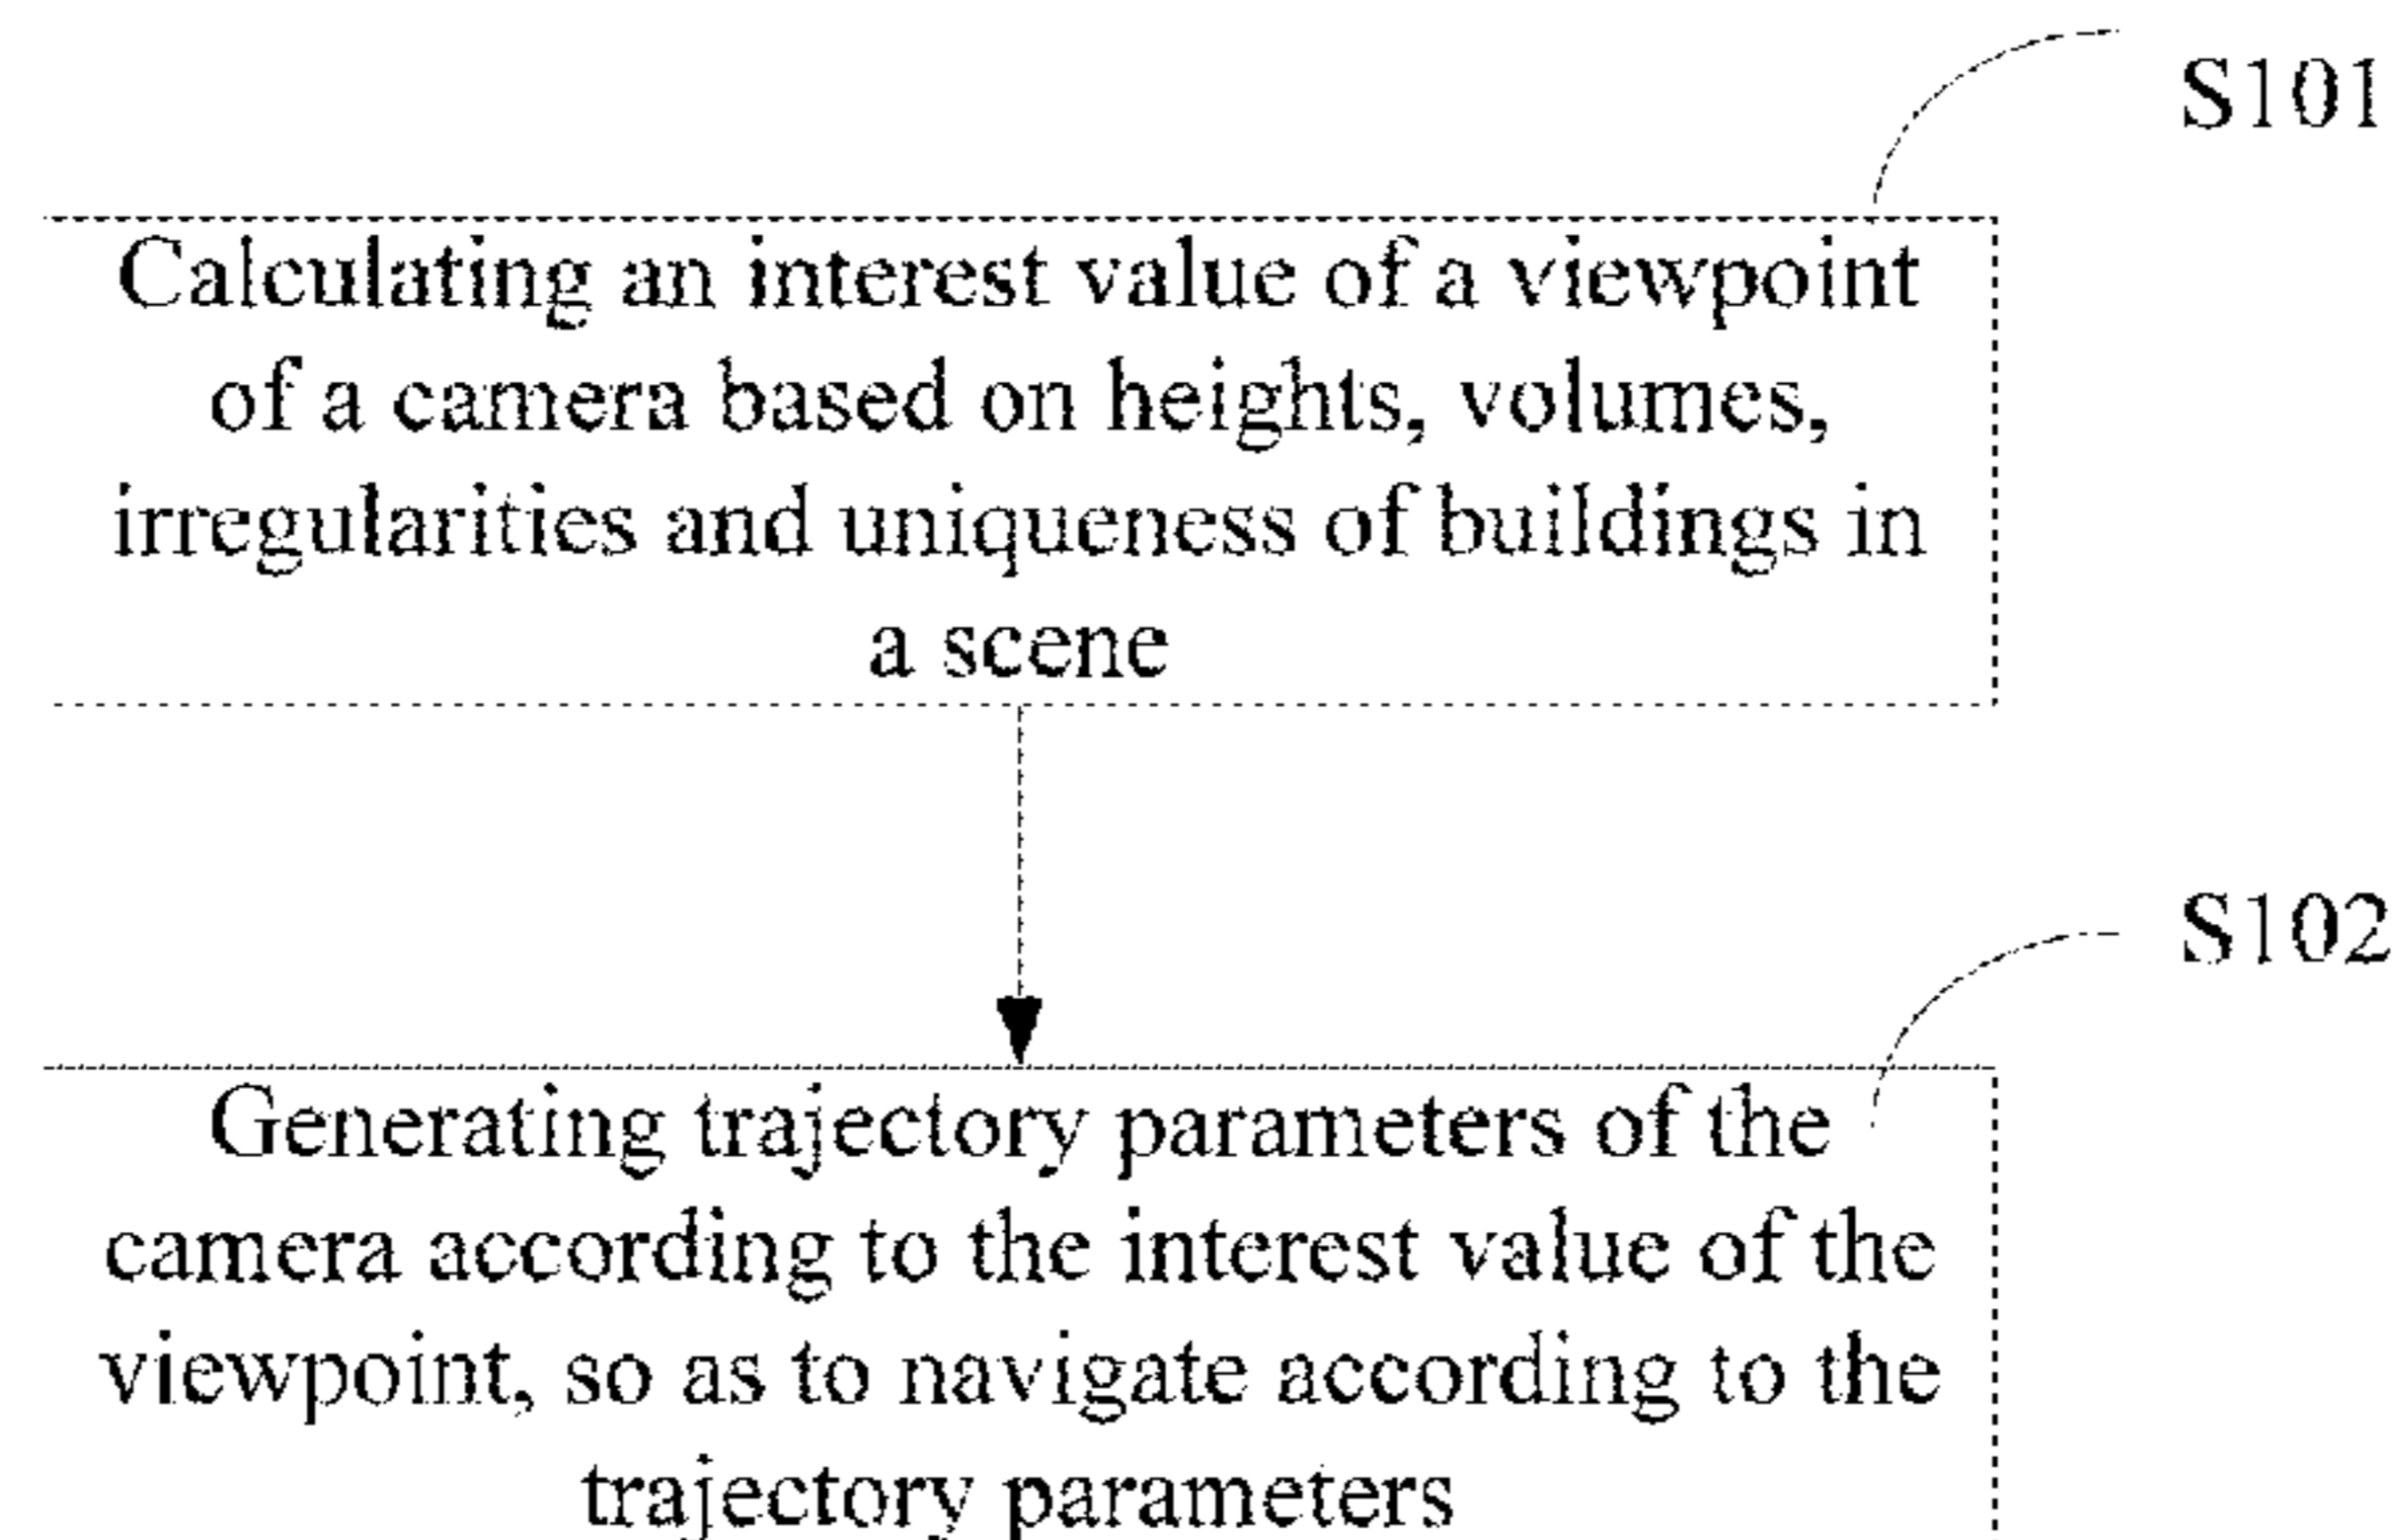 S101
Calculating an interest value of a viewpoint
of a camera based on heights, volumes,
irregularities and uniqueness of buildings in
a scene
S102
Generating trajectory parameters of the
camera according to the interest value of the
viewpoint, so as to navigate according to the
trajectory parameters